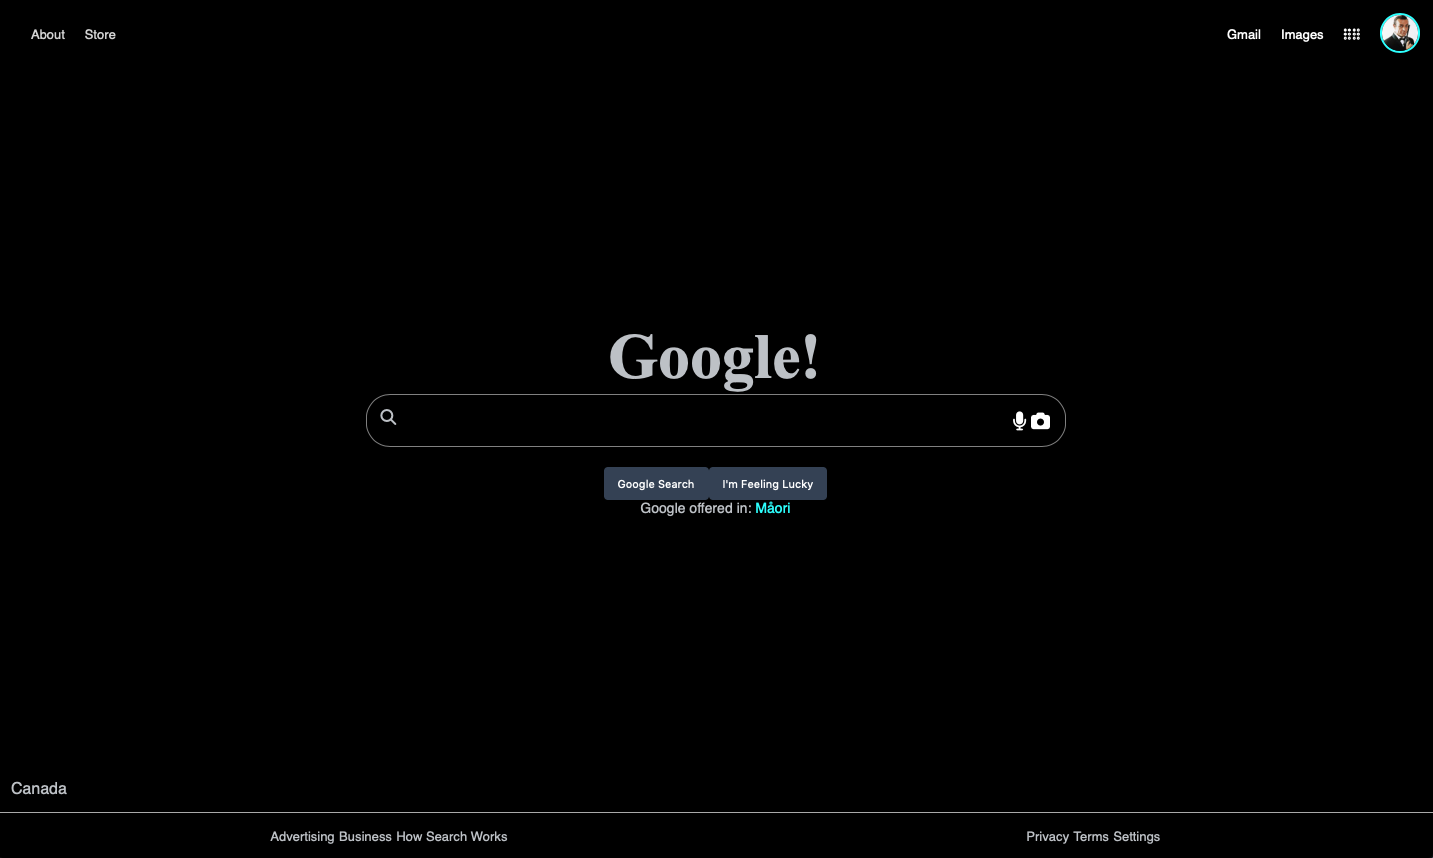 About Store Gmail Images
Google!
Google Search I'm Feeling Lucky
Google offered in: Måori
Canada
Advertising Business How Search Works Privacy Terms Settings